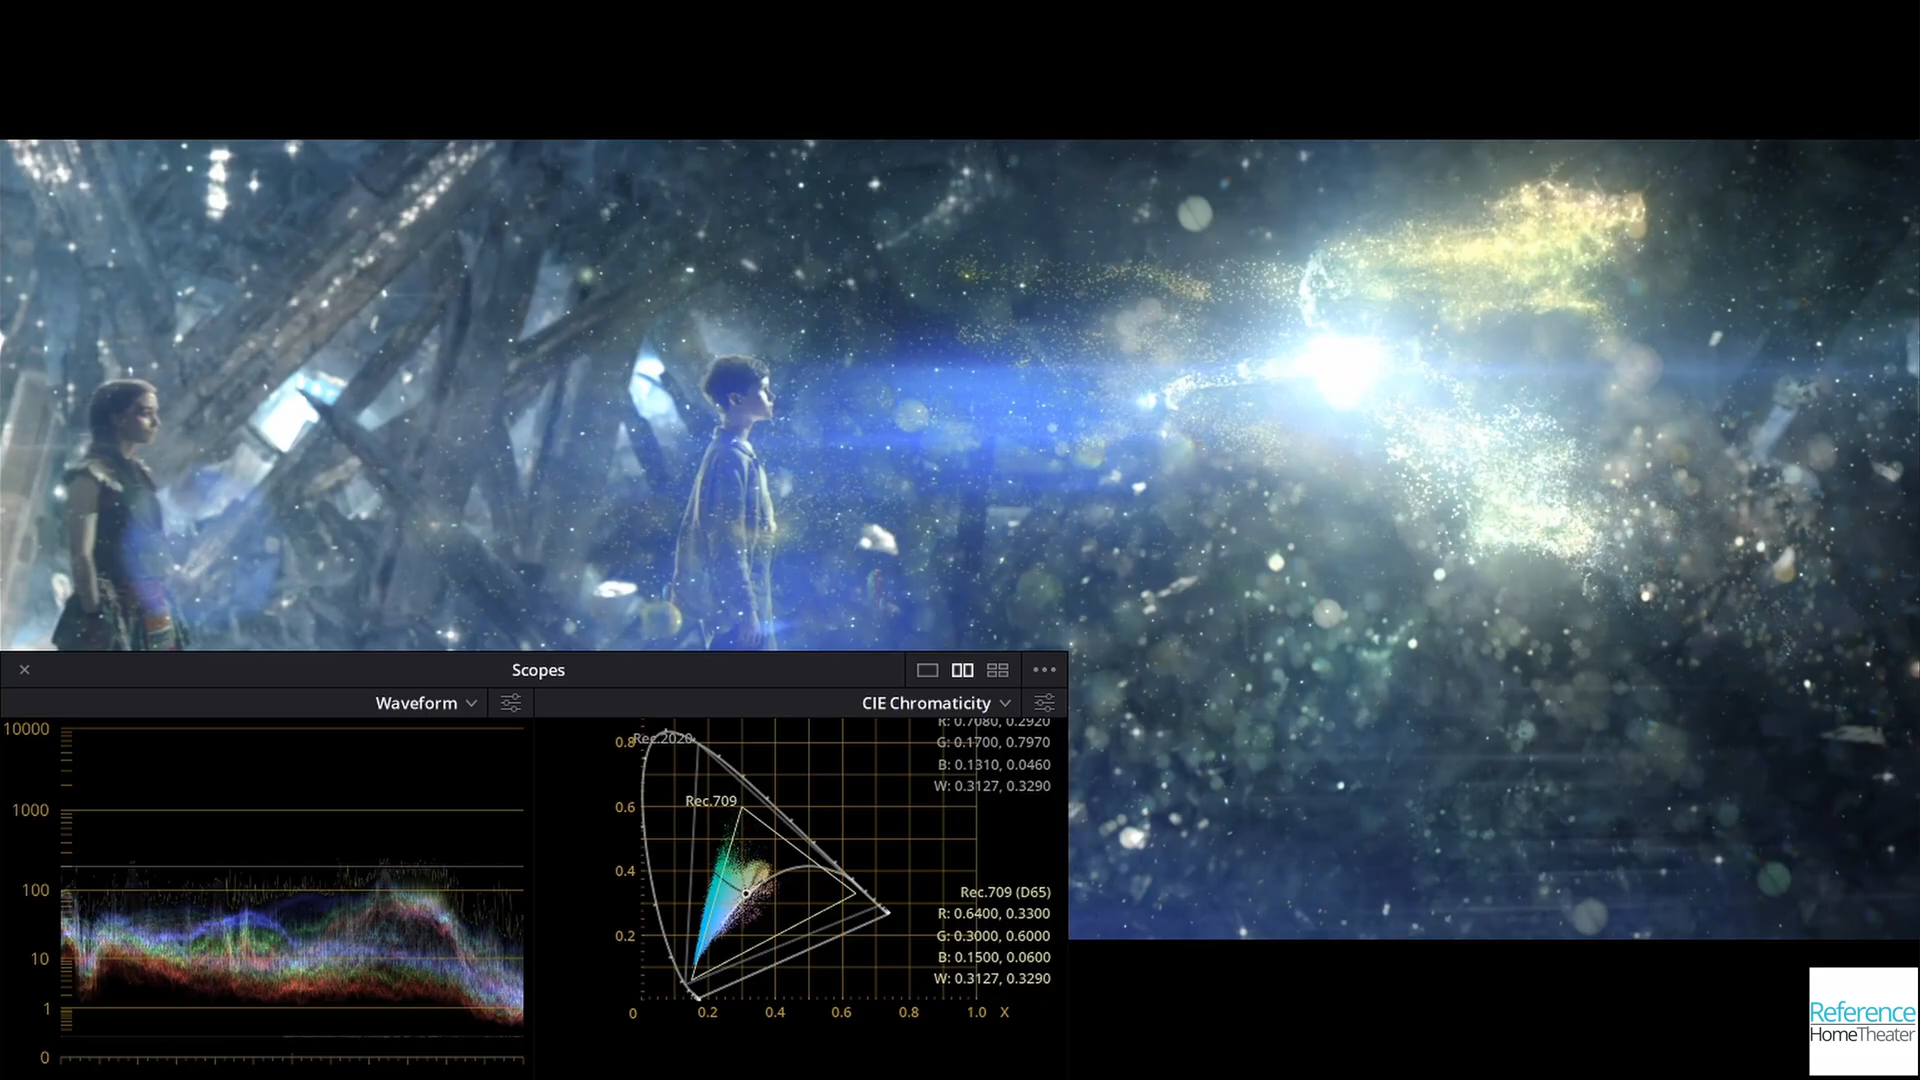 Scopes
Waveform
CIE Chromaticity
10000
1000
100
10
1
0
Rec.2020
Rec.709
0.8
0.6
0.4
0.2
0
0.2
0.4
0.6
0.8
1.0
X
R: 0.7080, 0.2920
G: 0.1700, 0.7970
B: 0.1310, 0.0460
W: 0.3127, 0.3290
Rec.709 (D65)
R: 0.6400, 0.3300
G: 0.3000, 0.6000
B: 0.1500, 0.0600
W: 0.3127, 0.3290
Reference
HomeTheater